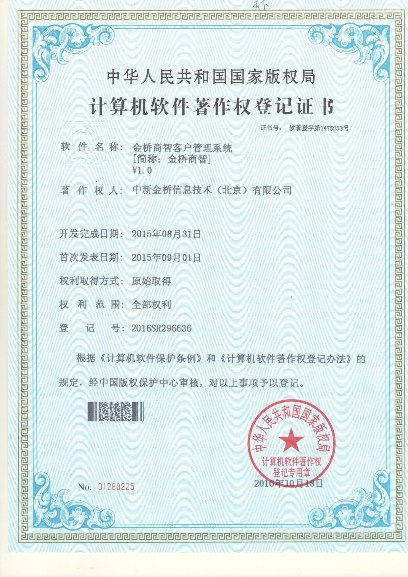 中华人民共和国国家版权局
计算机软件著作权登记证书
证书号: 软著登字第1475253号
软件名称: 金桥商智客户管理系统
[简称: 金桥商智]
V1.0
著作权人: 中新金桥信息技术（北京）有限公司
开发完成日期: 2015年08月31日
首次发表日期: 2015年09月01日
权利取得方式: 原始取得
权利范围: 全部权利
登记号: 2016SR296636
根据《计算机软件保护条例》和《计算机软件著作权登记办法》的
规定，经中国版权保护中心审核，对以上事项予以登记。
中华人民共和国国家版权局
计算机软件著作权
登记专用章
No. 01283225
2016年10月18日